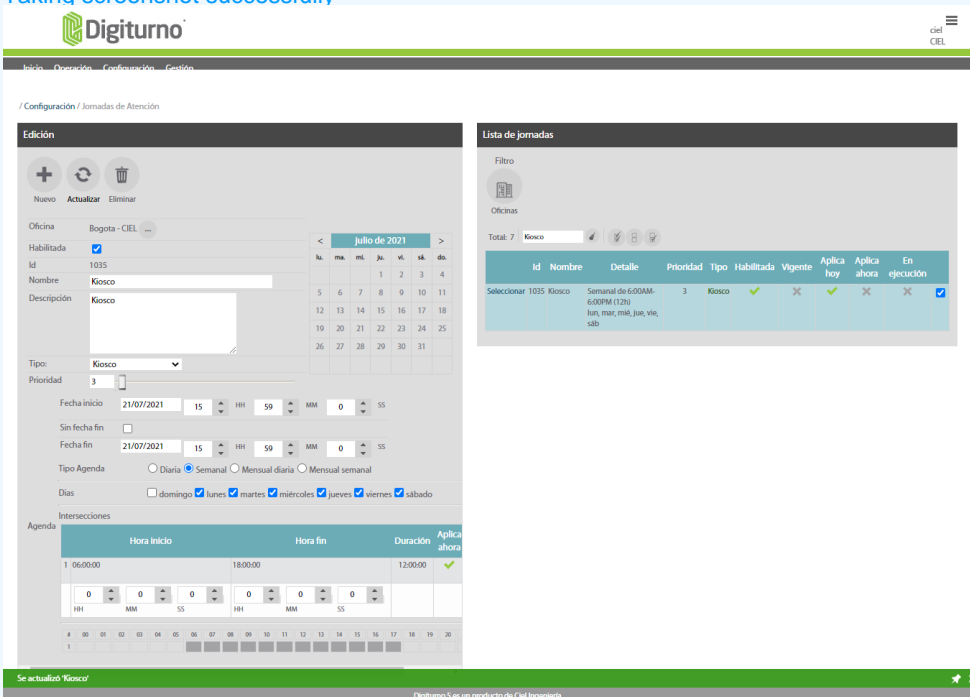 Taking screenshot successfully
Digiturno
ciel
CIEL
Inicio Operación Configuración Gestión
/ Configuración / Jornadas de Atención
Edición
Nuevo Actualizar Eliminar
Oficina Bogota - CIEL ...
Habilitada
Id 1035
Nombre Kiosco
Descripción Kiosco
< julio de 2021 >
lu. ma. mi. ju. vi. sá. do.
1 2 3 4
5 6 7 8 9 10 11
12 13 14 15 16 17 18
19 20 21 22 23 24 25
26 27 28 29 30 31
Tipo: Kiosco
Prioridad 3
Fecha inicio 21/07/2021 15 HH 59 MM 0 SS
Sin fecha fin
Fecha fin 21/07/2021 15 HH 59 MM 0 SS
Tipo Agenda Diaria Semanal Mensual diaria Mensual semanal
Días domingo lunes martes miércoles jueves viernes sábado
Intersecciones
Agenda
Hora inicio Hora fin Duración Aplica ahora
1 06:00:00 18:00:00 12:00:00
0 0 0 0 0 0
HH MM SS HH MM SS
# 00 01 02 03 04 05 06 07 08 09 10 11 12 13 14 15 16 17 18 19 20
1
Lista de jornadas
Filtro
Oficinas
Total: 7 Kiosco
Id Nombre Detalle Prioridad Tipo Habilitada Vigente Aplica hoy Aplica ahora En ejecución
Seleccionar 1035 Kiosco Semanal de 6:00AM-
6:00PM (12h)
lun, mar, mié, jue, vie,
sáb
3 Kiosco
Se actualizó 'Kiosco'
Digiturno 5 es un producto de Ciel Ingeniería